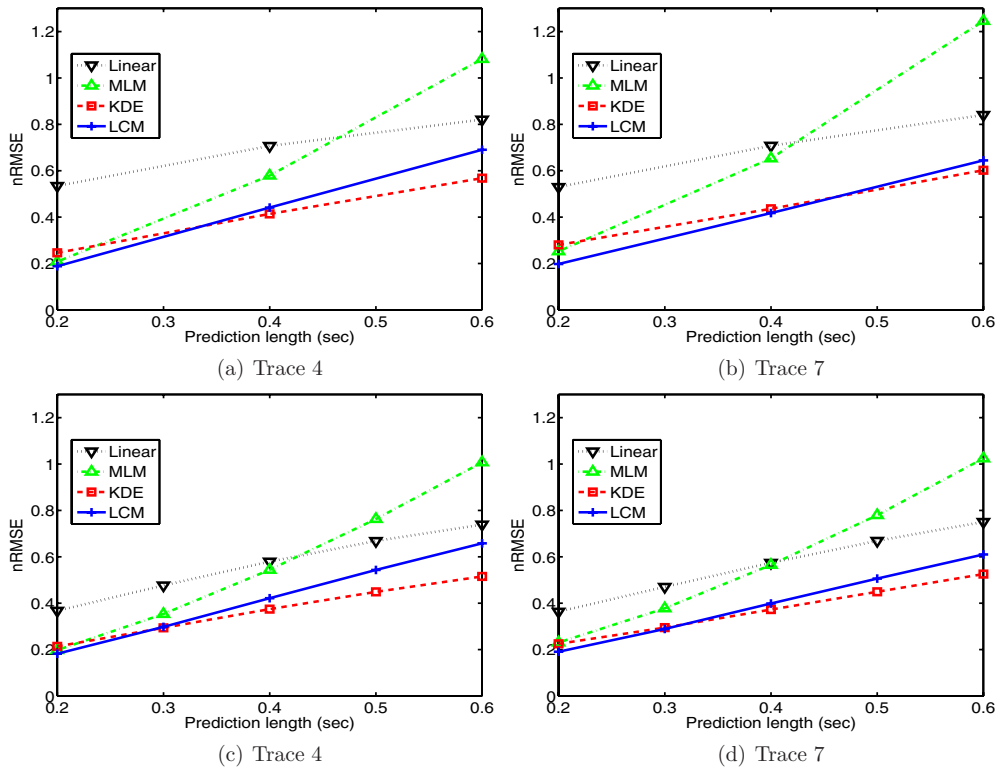 1.2
1
0.8
0.6
0.4
0.2
0
nRMSE
Linear
MLM
KDE
LCM
0.2 0.3 0.4 0.5 0.6
Prediction length (sec)
(a) Trace 4
1.2
1
0.8
0.6
0.4
0.2
0
nRMSE
Linear
MLM
KDE
LCM
0.2 0.3 0.4 0.5 0.6
Prediction length (sec)
(b) Trace 7
1.2
1
0.8
0.6
0.4
0.2
0
nRMSE
Linear
MLM
KDE
LCM
0.2 0.3 0.4 0.5 0.6
Prediction length (sec)
(c) Trace 4
1.2
1
0.8
0.6
0.4
0.2
0
nRMSE
Linear
MLM
KDE
LCM
0.2 0.3 0.4 0.5 0.6
Prediction length (sec)
(d) Trace 7